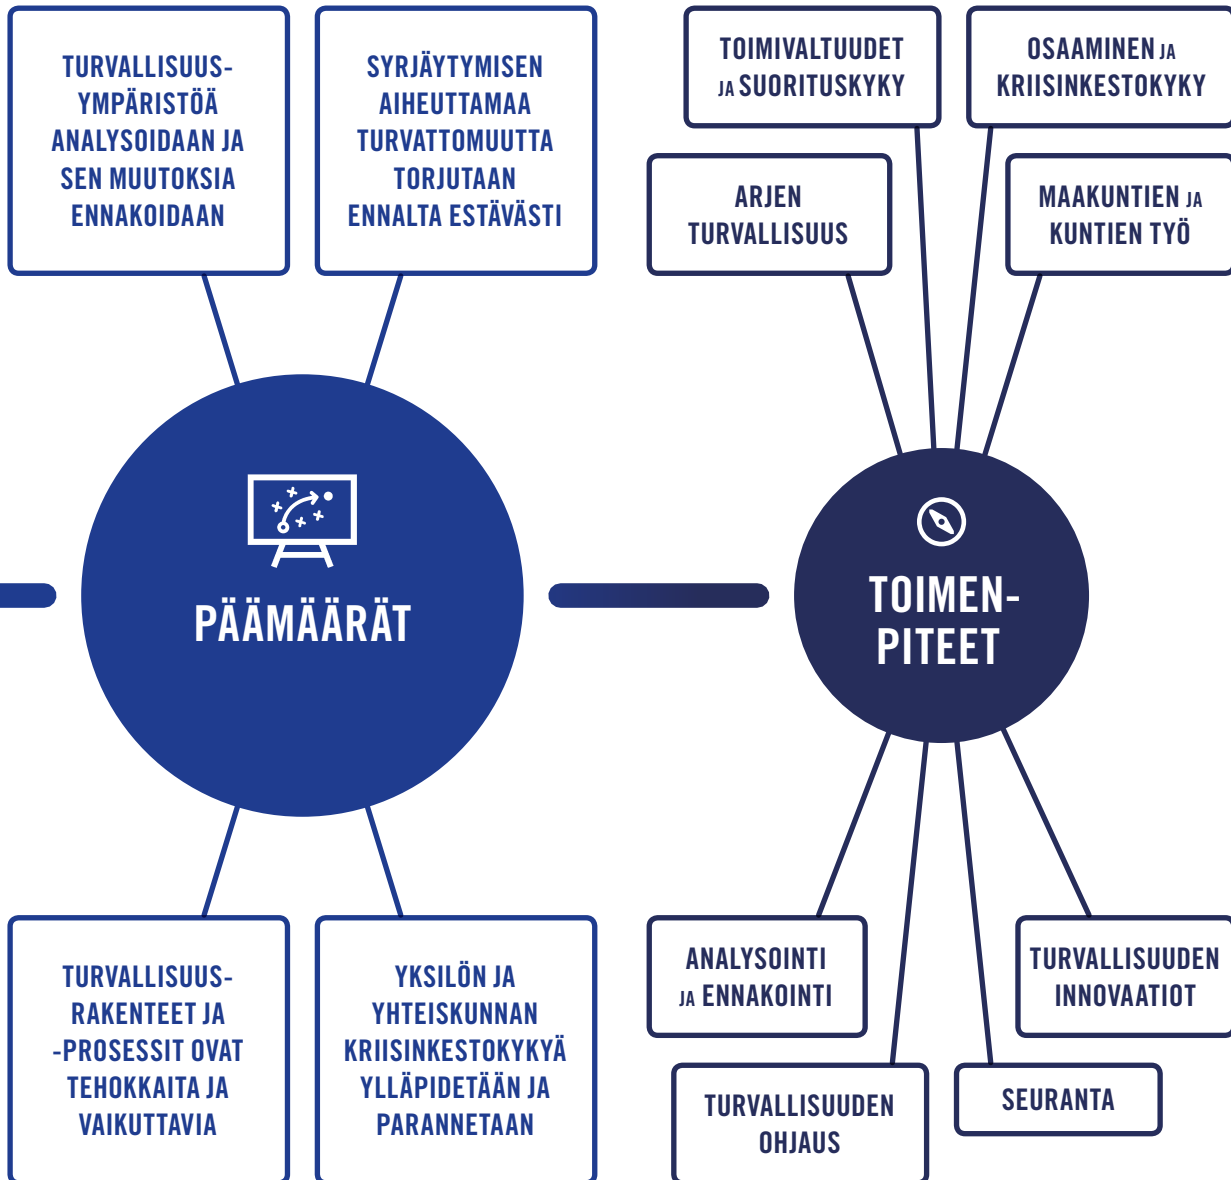 TURVALLISUUS-
YMPÄRISTÖÄ
ANALYSOIDAAN JA
SEN MUUTOKSIA
ENNAKOIDAAN
SYRJÄYTYMISEN
AIHEUTTAMAA
TURVATTOMUUTTA
TORJUTAAN
ENNALTA ESTÄVÄSTI
PÄÄMÄÄRÄT
TURVALLISUUS-
RAKENTEET JA
-PROSESSIT OVAT
TEHOKKAITA JA
VAIKUTTAVIA
YKSILÖN JA
YHTEISKUNNAN
KRIISINKESTOKYKYÄ
YLLÄPIDETÄÄN JA
PARANNETAAN
TOIMIVALTUUDET
JA SUORITUSKYKY
OSAAMINEN JA
KRIISINKESTOKYKY
ARJEN
TURVALLISUUS
MAAKUNTIEN JA
KUNTIEN TYÖ
TOIMEN-
PITEET
ANALYSOINTI
JA ENNAKOINTI
TURVALLISUUDEN
INNOVAATIOT
TURVALLISUUDEN
OHJAUS
SEURANTA